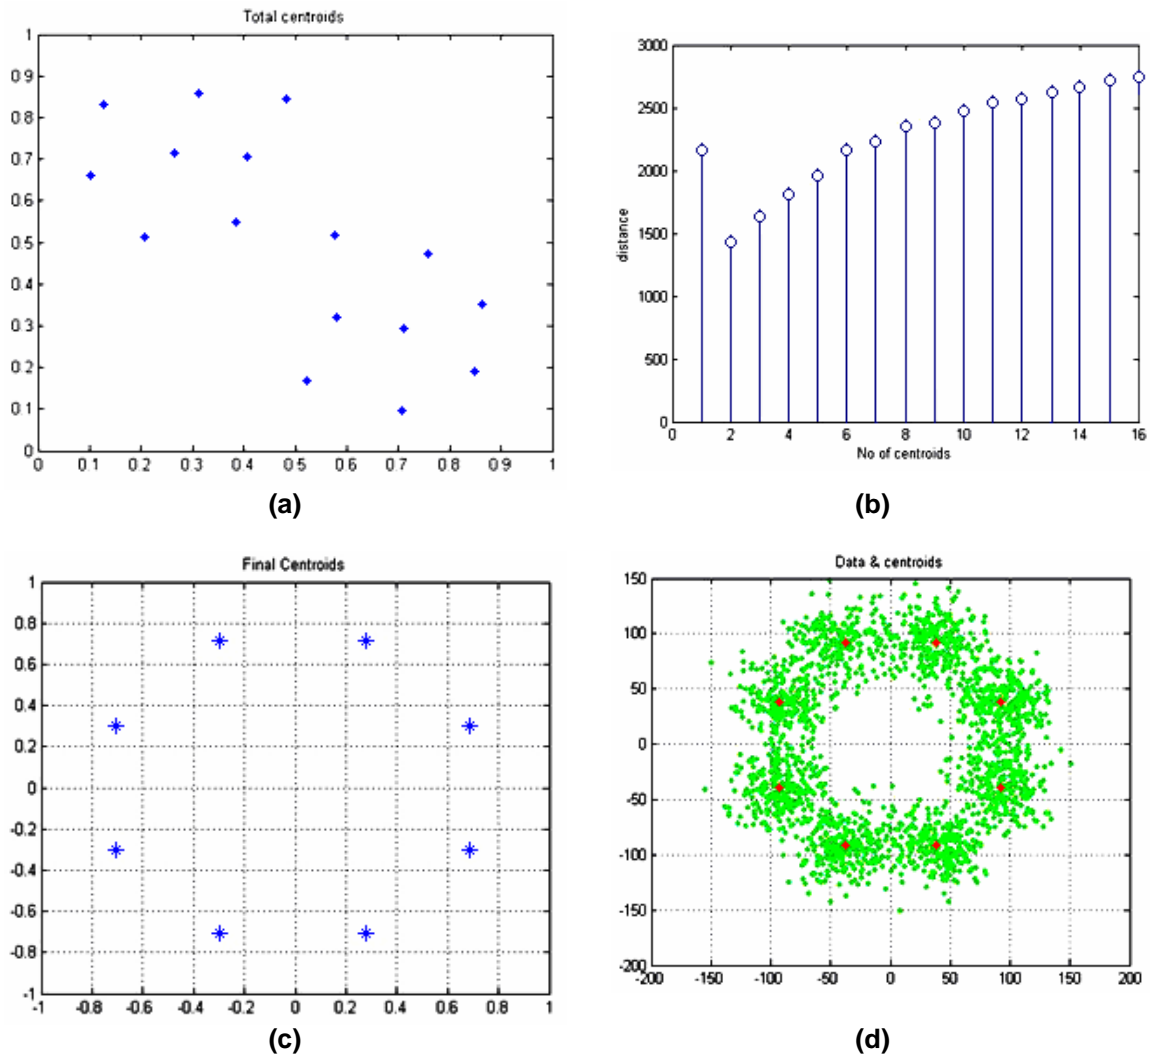 Total centroids
1
0.9
0.8
0.7
0.6
0.5
0.4
0.3
0.2
0.1
0
0 0.1 0.2 0.3 0.4 0.5 0.6 0.7 0.8 0.9 1
(a)
3000
2500
2000
1500
1000
500
0
distance
0 2 4 6 8 10 12 14 16
No of centroids
(b)
Final Centroids
1
0.8
0.6
0.4
0.2
0
-0.2
-0.4
-0.6
-0.8
-1
-1 -0.8 -0.6 -0.4 -0.2 0 0.2 0.4 0.6 0.8 1
(c)
Data & centroids
150
100
50
0
-50
-100
-150
-200
-200 -150 -100 -50 0 50 100 150 200
(d)